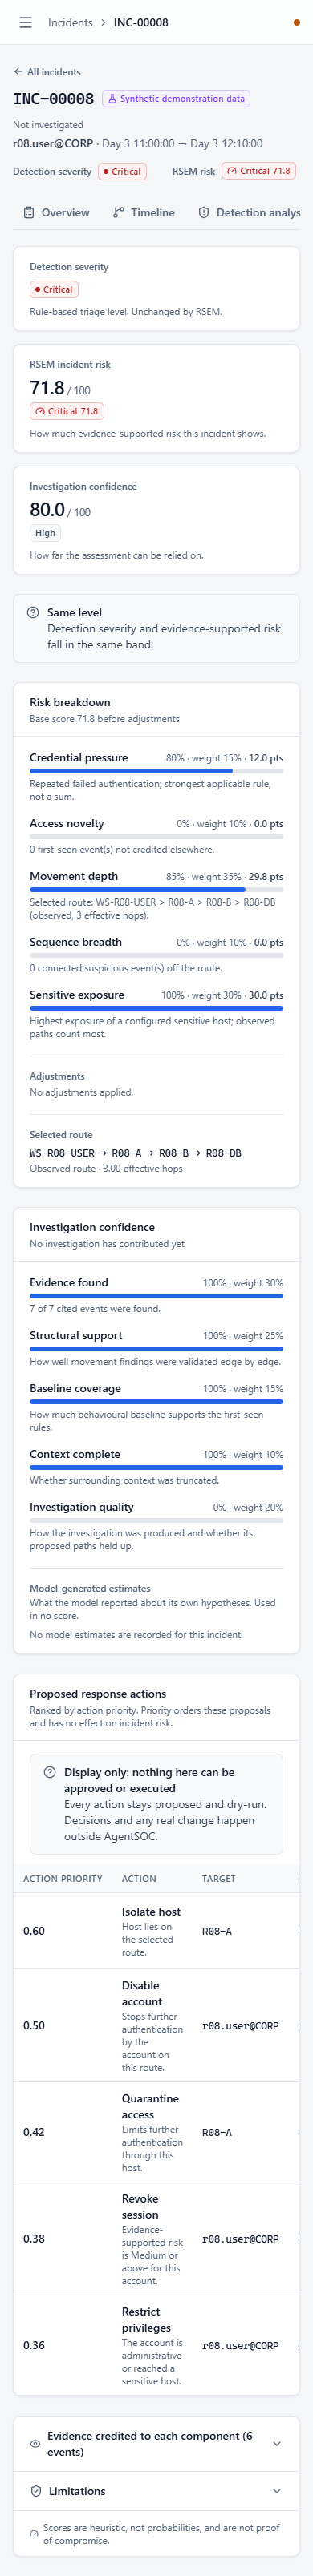 Incidents > INC-00008
← All incidents
INC-00008 Synthetic demonstration data
Not investigated
r08.user@CORP · Day 3 11:00:00 → Day 3 12:10:00
Detection severity Critical RSEM risk Critical 71.8
Overview Timeline Detection analys
Detection severity
Critical
Rule-based triage level. Unchanged by RSEM.
RSEM incident risk
71.8 / 100
Critical 71.8
How much evidence-supported risk this incident shows.
Investigation confidence
80.0 / 100
High
How far the assessment can be relied on.
Same level
Detection severity and evidence-supported risk
fall in the same band.
Risk breakdown
Base score 71.8 before adjustments
Credential pressure 80% · weight 15% · 12.0 pts
Repeated failed authentication; strongest applicable rule,
not a sum.
Access novelty 0% · weight 10% · 0.0 pts
0 first-seen event(s) not credited elsewhere.
Movement depth 85% · weight 35% · 29.8 pts
Selected route: WS-R08-USER > R08-A > R08-B > R08-DB
(observed, 3 effective hops).
Sequence breadth 0% · weight 10% · 0.0 pts
0 connected suspicious event(s) off the route.
Sensitive exposure 100% · weight 30% · 30.0 pts
Highest exposure of a configured sensitive host; observed
paths count most.
Adjustments
No adjustments applied.
Selected route
WS-R08-USER → R08-A → R08-B → R08-DB
Observed route · 3.00 effective hops
Investigation confidence
No investigation has contributed yet
Evidence found 100% · weight 30%
7 of 7 cited events were found.
Structural support 100% · weight 25%
How well movement findings were validated edge by edge.
Baseline coverage 100% · weight 15%
How much behavioural baseline supports the first-seen
rules.
Context complete 100% · weight 10%
Whether surrounding context was truncated.
Investigation quality 0% · weight 20%
How the investigation was produced and whether its
proposed paths held up.
Model-generated estimates
What the model reported about its own hypotheses. Used
in no score.
No model estimates are recorded for this incident.
Proposed response actions
Ranked by action priority. Priority orders these proposals
and has no effect on incident risk.
Display only: nothing here can be
approved or executed
Every action stays proposed and dry-run.
Decisions and any real change happen
outside AgentSOC.
ACTION PRIORITY ACTION TARGET
0.60 Isolate host R08-A
Host lies on
the selected
route.
0.50 Disable
account r08.user@CORP
Stops further
authentication
by the
account on
this route.
0.42 Quarantine
access R08-A
Limits further
authentication
through this
host.
0.38 Revoke
session r08.user@CORP
Evidence-
supported risk
is Medium or
above for this
account.
0.36 Restrict
privileges r08.user@CORP
The account is
administrative
or reached a
sensitive host.
Evidence credited to each component (6
events)
Limitations
Scores are heuristic, not probabilities, and are not proof
of compromise.